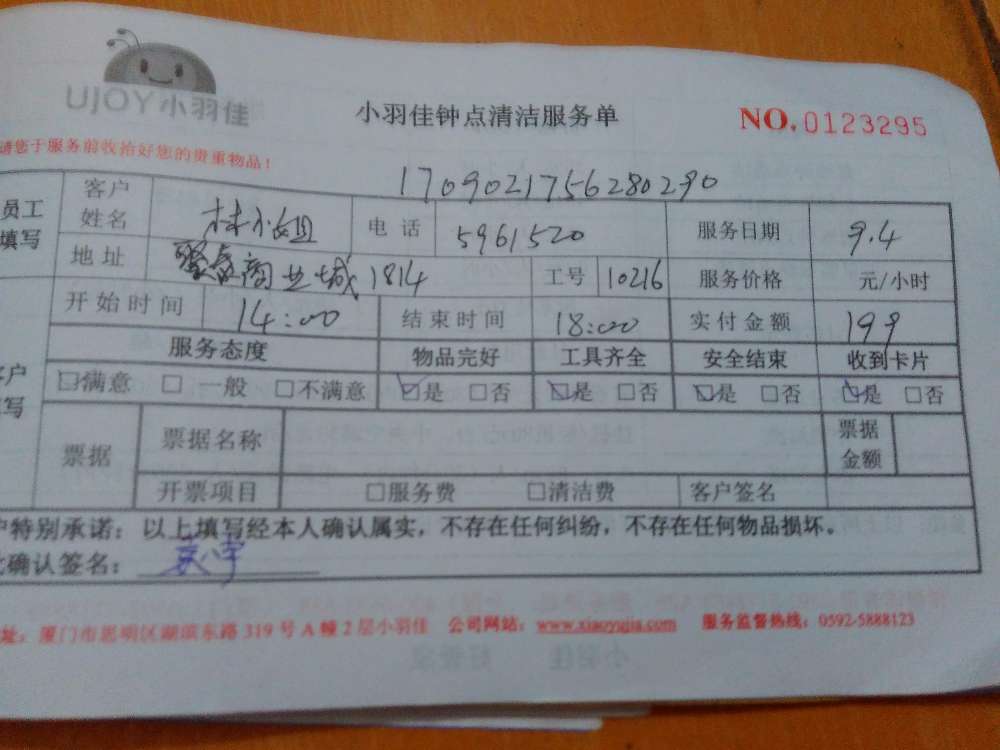 UJOY小羽佳
小羽佳钟点清洁服务单
NO.0123295
请您于服务前收拾好您的贵重物品！
1709021756280290
员工填写 客户姓名 林小姐 电话 5961520 服务日期 9.4
地址 商业城1814 工号 10216 服务价格 元/小时
开始时间 14:00 结束时间 18:00 实付金额 199
服务态度 物品完好 工具齐全 安全结束 收到卡片
☑满意 □一般 □不满意 ☑是 □否 ☑是 □否 ☑是 □否 ☑是 □否
票据 票据名称 票据金额
开票项目 □服务费 □清洁费 客户签名
户特别承诺：以上填写经本人确认属实，不存在任何纠纷，不存在任何物品损坏。
确认签名：
址：厦门市思明区湖滨东路319号A幢2层小羽佳 公司网站：www.xiaoyujia.com 服务监督热线：0592-5888123